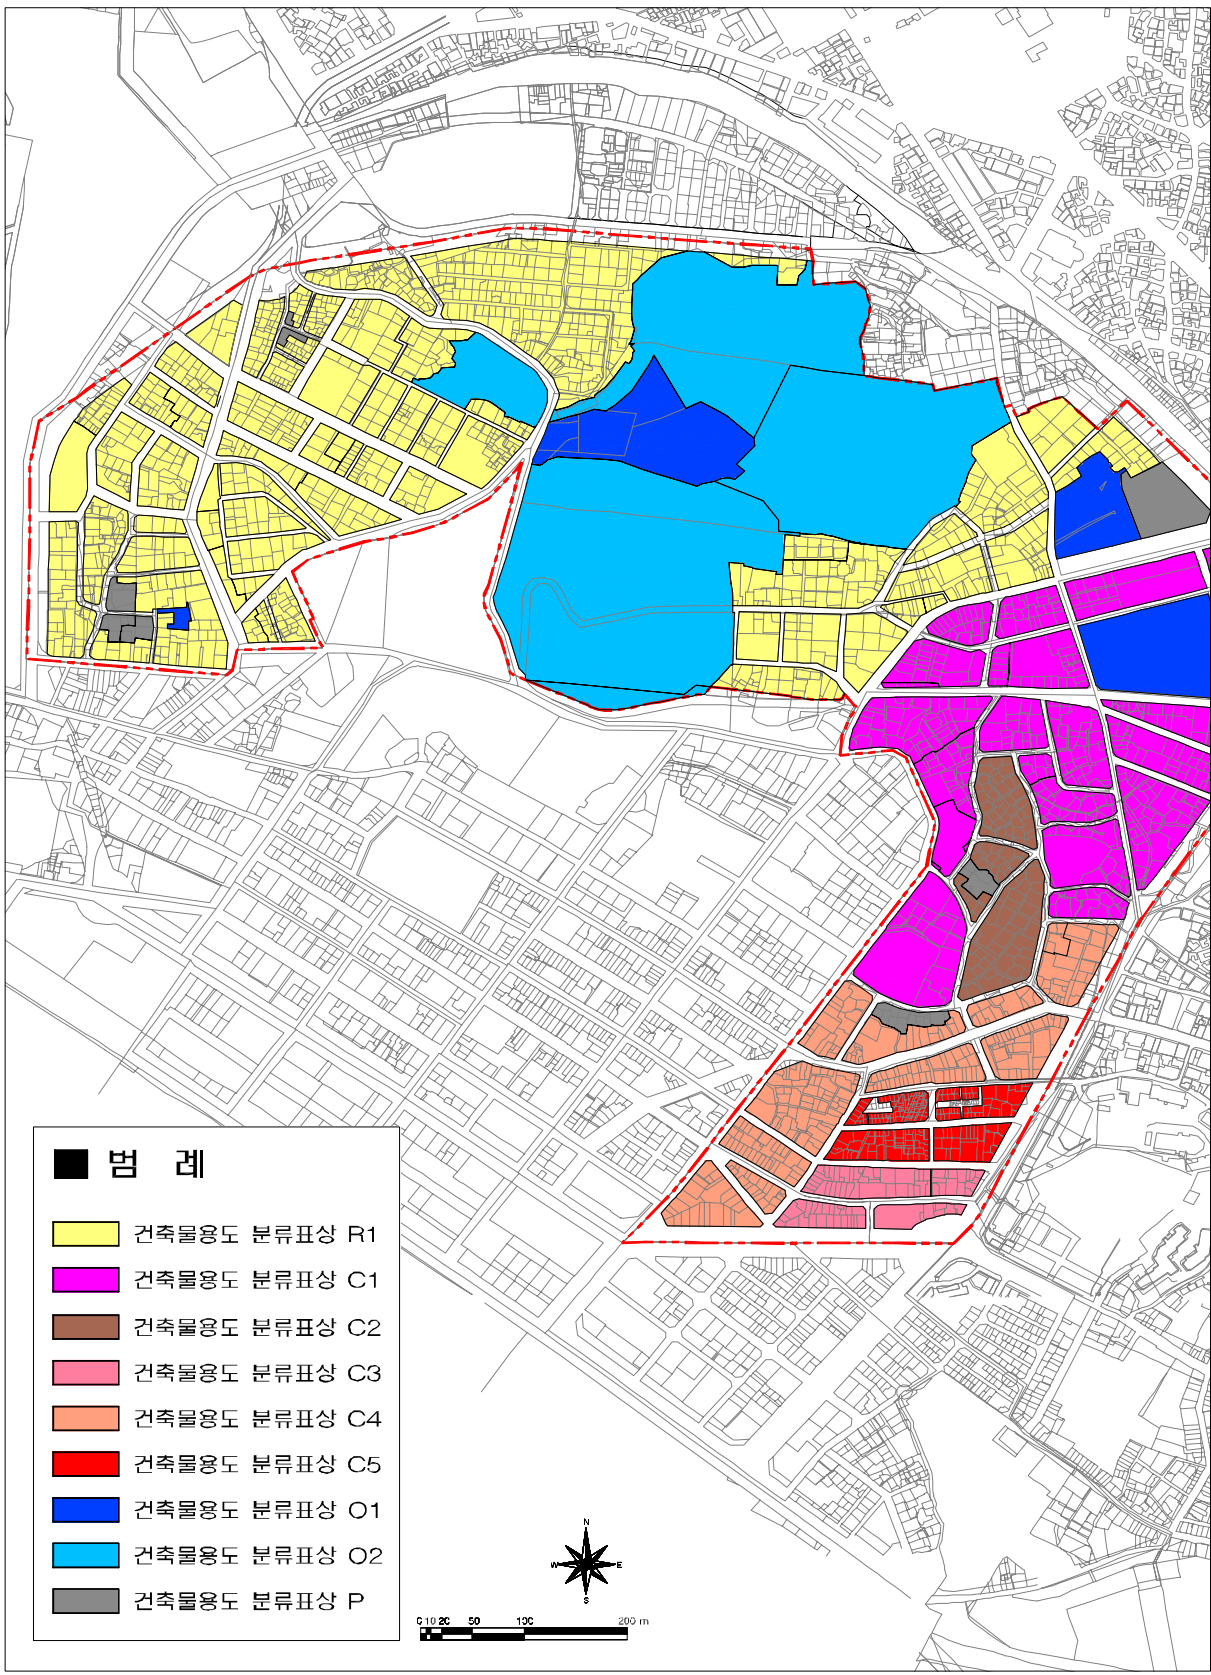 범 례
건축물용도 분류표상 R1
건축물용도 분류표상 C1
건축물용도 분류표상 C2
건축물용도 분류표상 C3
건축물용도 분류표상 C4
건축물용도 분류표상 C5
건축물용도 분류표상 O1
건축물용도 분류표상 O2
건축물용도 분류표상 P
N
W E
S
0 10 20 50 100 200 m